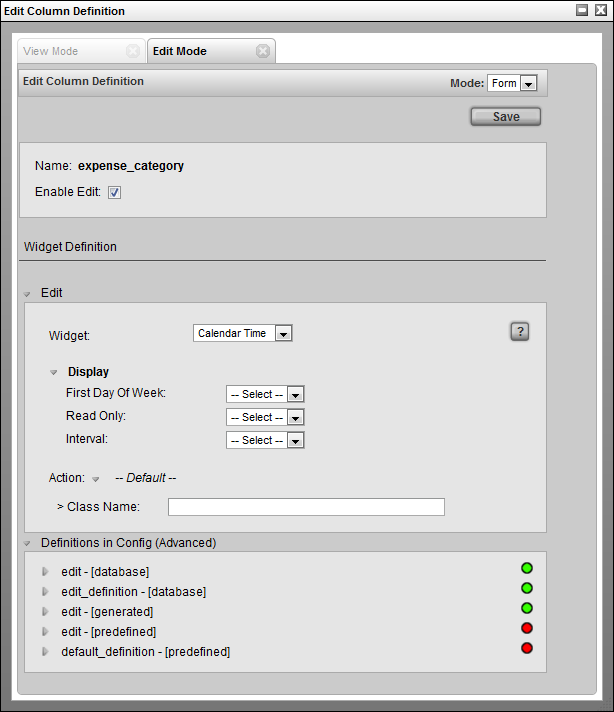 Edit Column Definition
View Mode
Edit Mode
Edit Column Definition Mode: Form
Save
Name: expense_category
Enable Edit:
Widget Definition
Edit
Widget: Calendar Time ?
Display
First Day Of Week: -- Select --
Read Only: -- Select --
Interval: -- Select --
Action: -- Default --
> Class Name:
Definitions in Config (Advanced)
edit - [database]
edit_definition - [database]
edit - [generated]
edit - [predefined]
default_definition - [predefined]